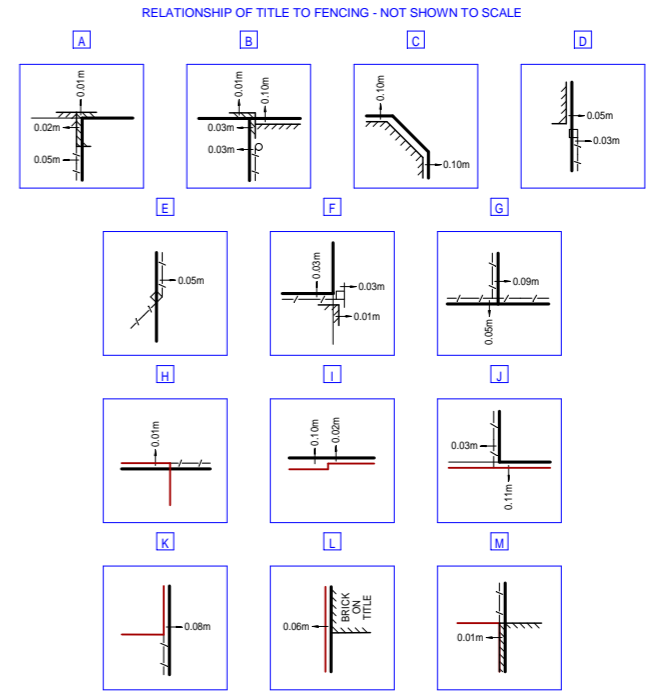 RELATIONSHIP OF TITLE TO FENCING - NOT SHOWN TO SCALE
A
B
C
D
0.01m
0.02m
0.05m
0.01m
0.10m
0.03m
0.03m
0.10m
0.10m
0.05m
0.03m
E
F
G
0.05m
0.03m
0.03m
0.01m
0.09m
0.05m
H
I
J
0.01m
0.10m
0.02m
0.03m
0.11m
K
L
M
0.08m
0.06m
BRICK
ON
TITLE
0.01m